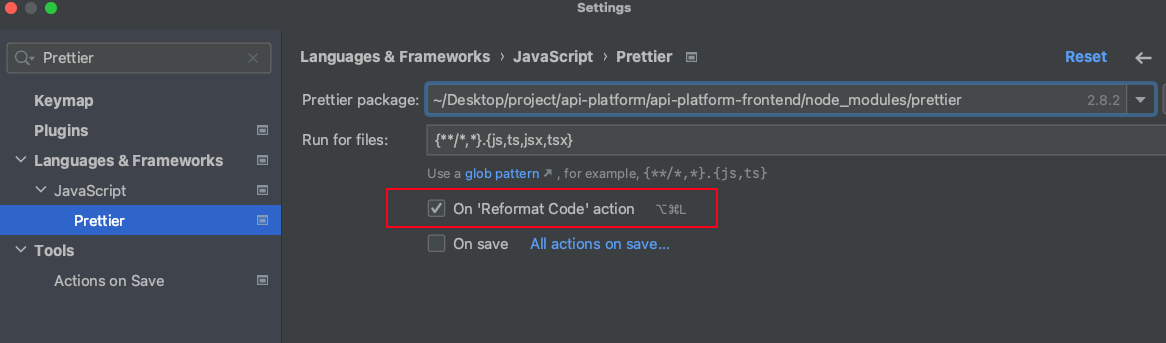 Settings
Prettier
Keymap
Plugins
Languages & Frameworks
JavaScript
Prettier
Tools
Actions on Save
Languages & Frameworks › JavaScript › Prettier
Reset
Prettier package: ~/Desktop/project/api-platform/api-platform-frontend/node_modules/prettier 2.8.2
Run for files: {**/*,*}.{js,ts,jsx,tsx}
Use a glob pattern ↗ , for example, {**/*,*}.{js,ts}
On 'Reformat Code' action ⌥⌘L
On save All actions on save...